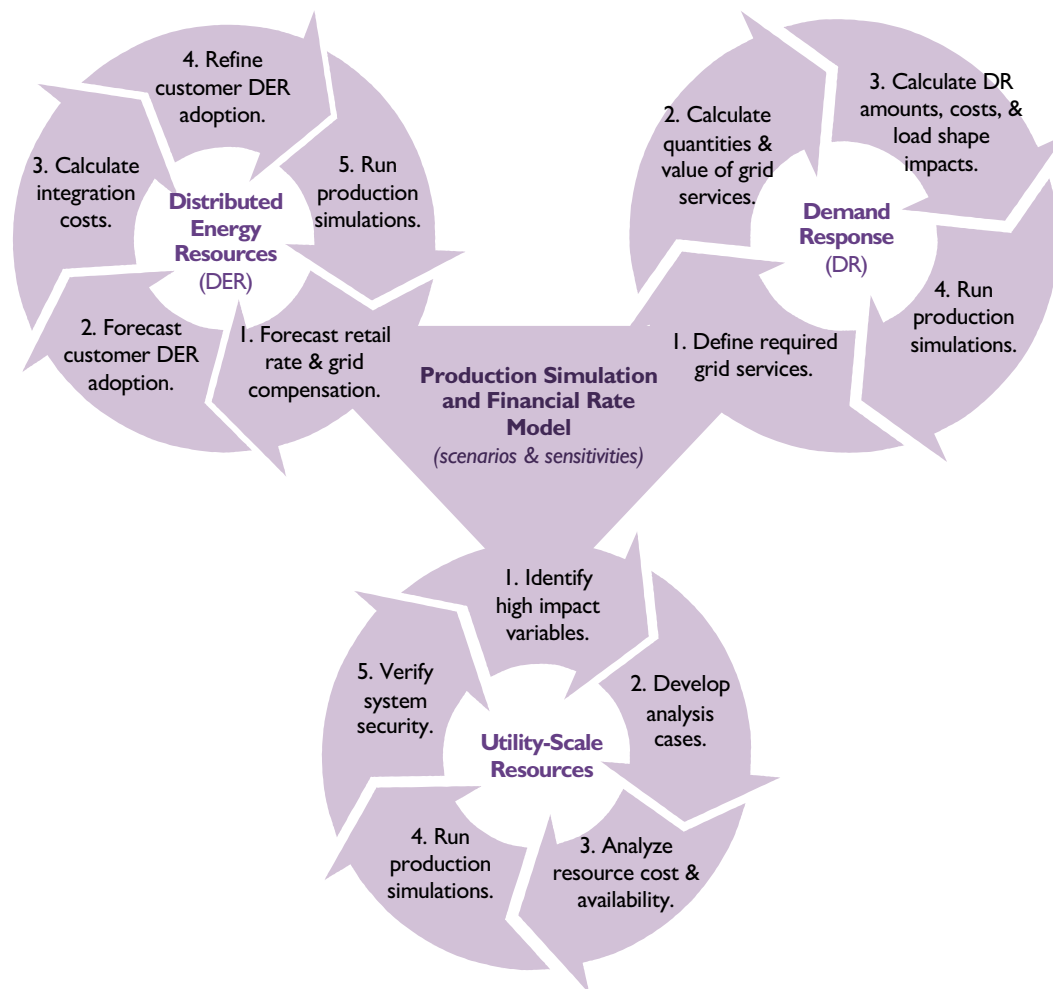 4. Refine
customer DER
adoption.
3. Calculate
integration
costs.
5. Run
production
simulations.
Distributed
Energy
Resources
(DER)
2. Forecast
customer DER
adoption.
1. Forecast retail
rate & grid
compensation.
2. Calculate
quantities &
value of grid
services.
3. Calculate DR
amounts, costs, &
load shape
impacts.
Demand
Response
(DR)
1. Define required
grid services.
4. Run
production
simulations.
Production Simulation
and Financial Rate
Model
(scenarios & sensitivities)
1. Identify
high impact
variables.
5. Verify
system
security.
2. Develop
analysis
cases.
Utility-Scale
Resources
4. Run
production
simulations.
3. Analyze
resource cost &
availability.